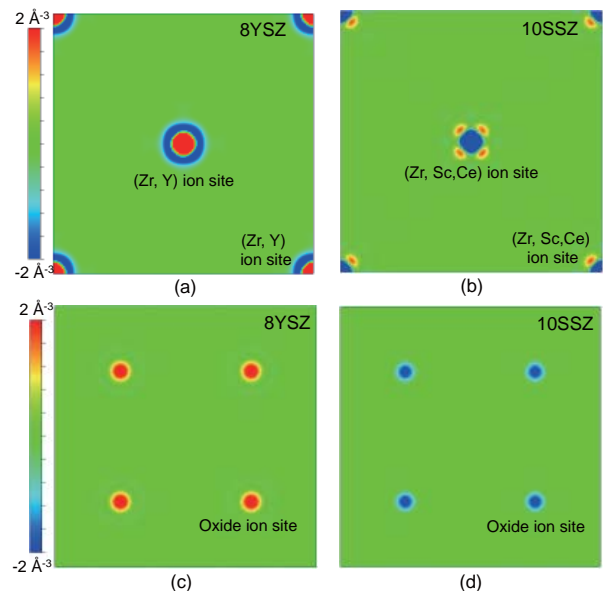 2 Å-3
8YSZ
(Zr, Y) ion site
(Zr, Y)
ion site
-2 Å-3
(a)
10SSZ
(Zr, Sc,Ce) ion site
(Zr, Sc,Ce)
ion site
(b)
2 Å-3
8YSZ
Oxide ion site
-2 Å-3
(c)
10SSZ
Oxide ion site
(d)